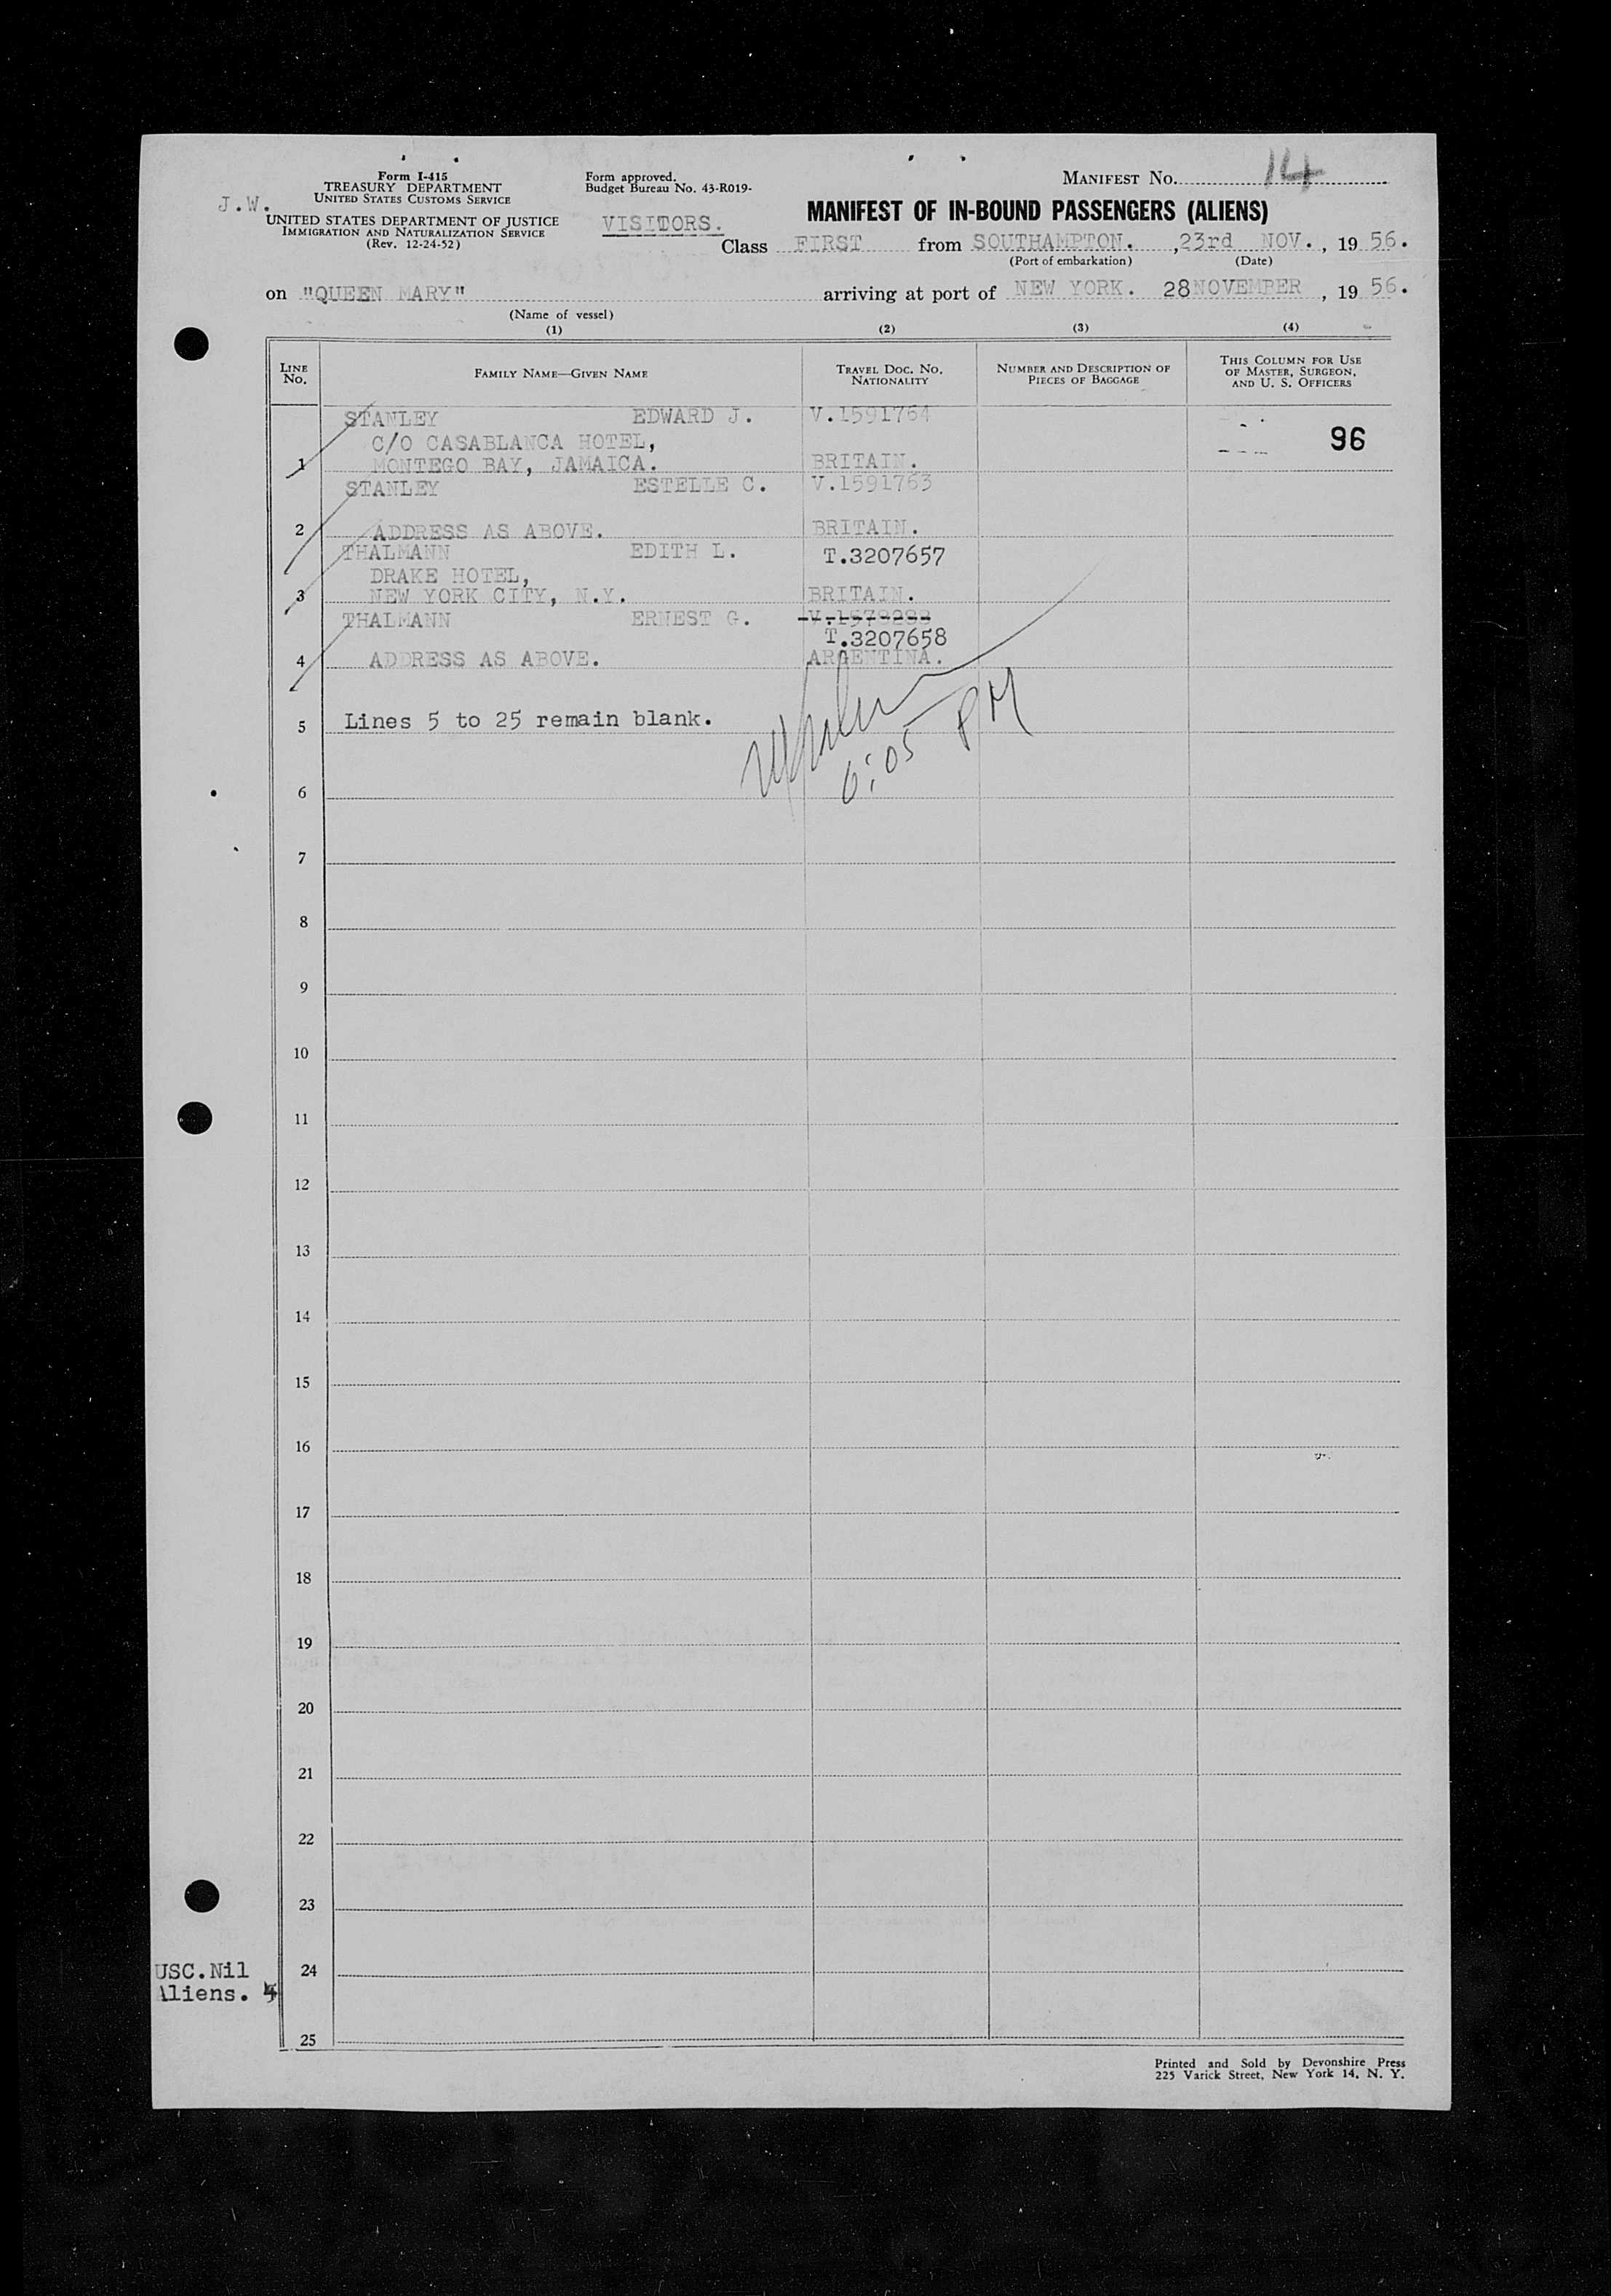 J.W.
Form I-415
TREASURY DEPARTMENT
UNITED STATES CUSTOMS SERVICE
UNITED STATES DEPARTMENT OF JUSTICE
IMMIGRATION AND NATURALIZATION SERVICE
(Rev. 12-24-52)
Form approved.
Budget Bureau No. 43-R019-
VISITORS.
MANIFEST NO. 14
MANIFEST OF IN-BOUND PASSENGERS (ALIENS)
Class FIRST from SOUTHAMPTON. , 23rd NOV. , 19 56.
(Port of embarkation) (Date)
on "QUEEN MARY" arriving at port of NEW YORK. 28 NOVEMBER , 19 56.
(Name of vessel)
(1) (2) (3) (4)
LINE NO. FAMILY NAME—GIVEN NAME TRAVEL DOC. NO. NATIONALITY NUMBER AND DESCRIPTION OF PIECES OF BAGGAGE THIS COLUMN FOR USE OF MASTER, SURGEON, AND U. S. OFFICERS
STANLEY EDWARD J. V.1591764
C/O CASABLANCA HOTEL, 96
1 MONTEGO BAY, JAMAICA. BRITAIN.
STANLEY ESTELLE C. V.1591763
2 ADDRESS AS ABOVE. BRITAIN.
THALMANN EDITH L. T.3207657
DRAKE HOTEL,
3 NEW YORK CITY, N.Y. BRITAIN.
THALMANN ERNEST G.
T.3207658
4 ADDRESS AS ABOVE. ARGENTINA.
5 Lines 5 to 25 remain blank.
6:05 PM
6
7
8
9
10
11
12
13
14
15
16
17
18
19
20
21
22
23
USC.Nil 24
Aliens. 4
25
Printed and Sold by Devonshire Press
225 Varick Street, New York 14, N. Y.